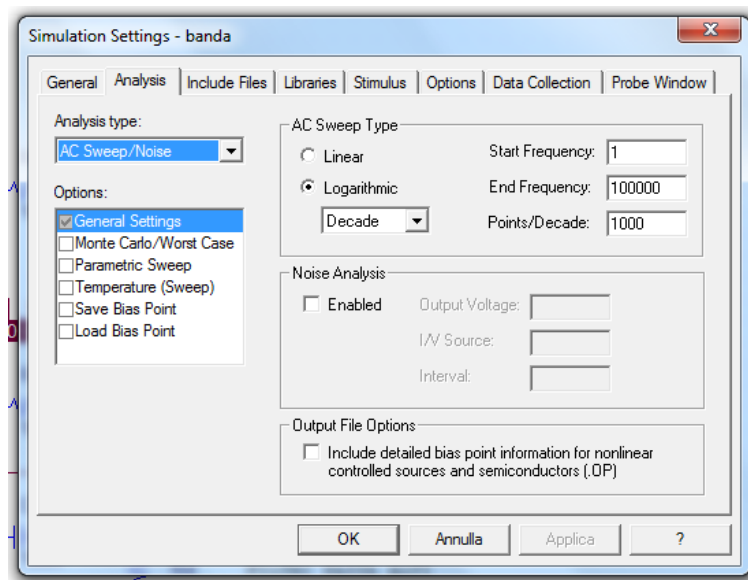 Simulation Settings - banda
General Analysis Include Files Libraries Stimulus Options Data Collection Probe Window
Analysis type:
AC Sweep/Noise
Options:
General Settings
Monte Carlo/Worst Case
Parametric Sweep
Temperature (Sweep)
Save Bias Point
Load Bias Point
AC Sweep Type
Linear
Logarithmic
Decade
Start Frequency: 1
End Frequency: 100000
Points/Decade: 1000
Noise Analysis
Enabled
Output Voltage:
I/V Source:
Interval:
Output File Options
Include detailed bias point information for nonlinear
controlled sources and semiconductors (.OP)
OK Annulla Applica ?